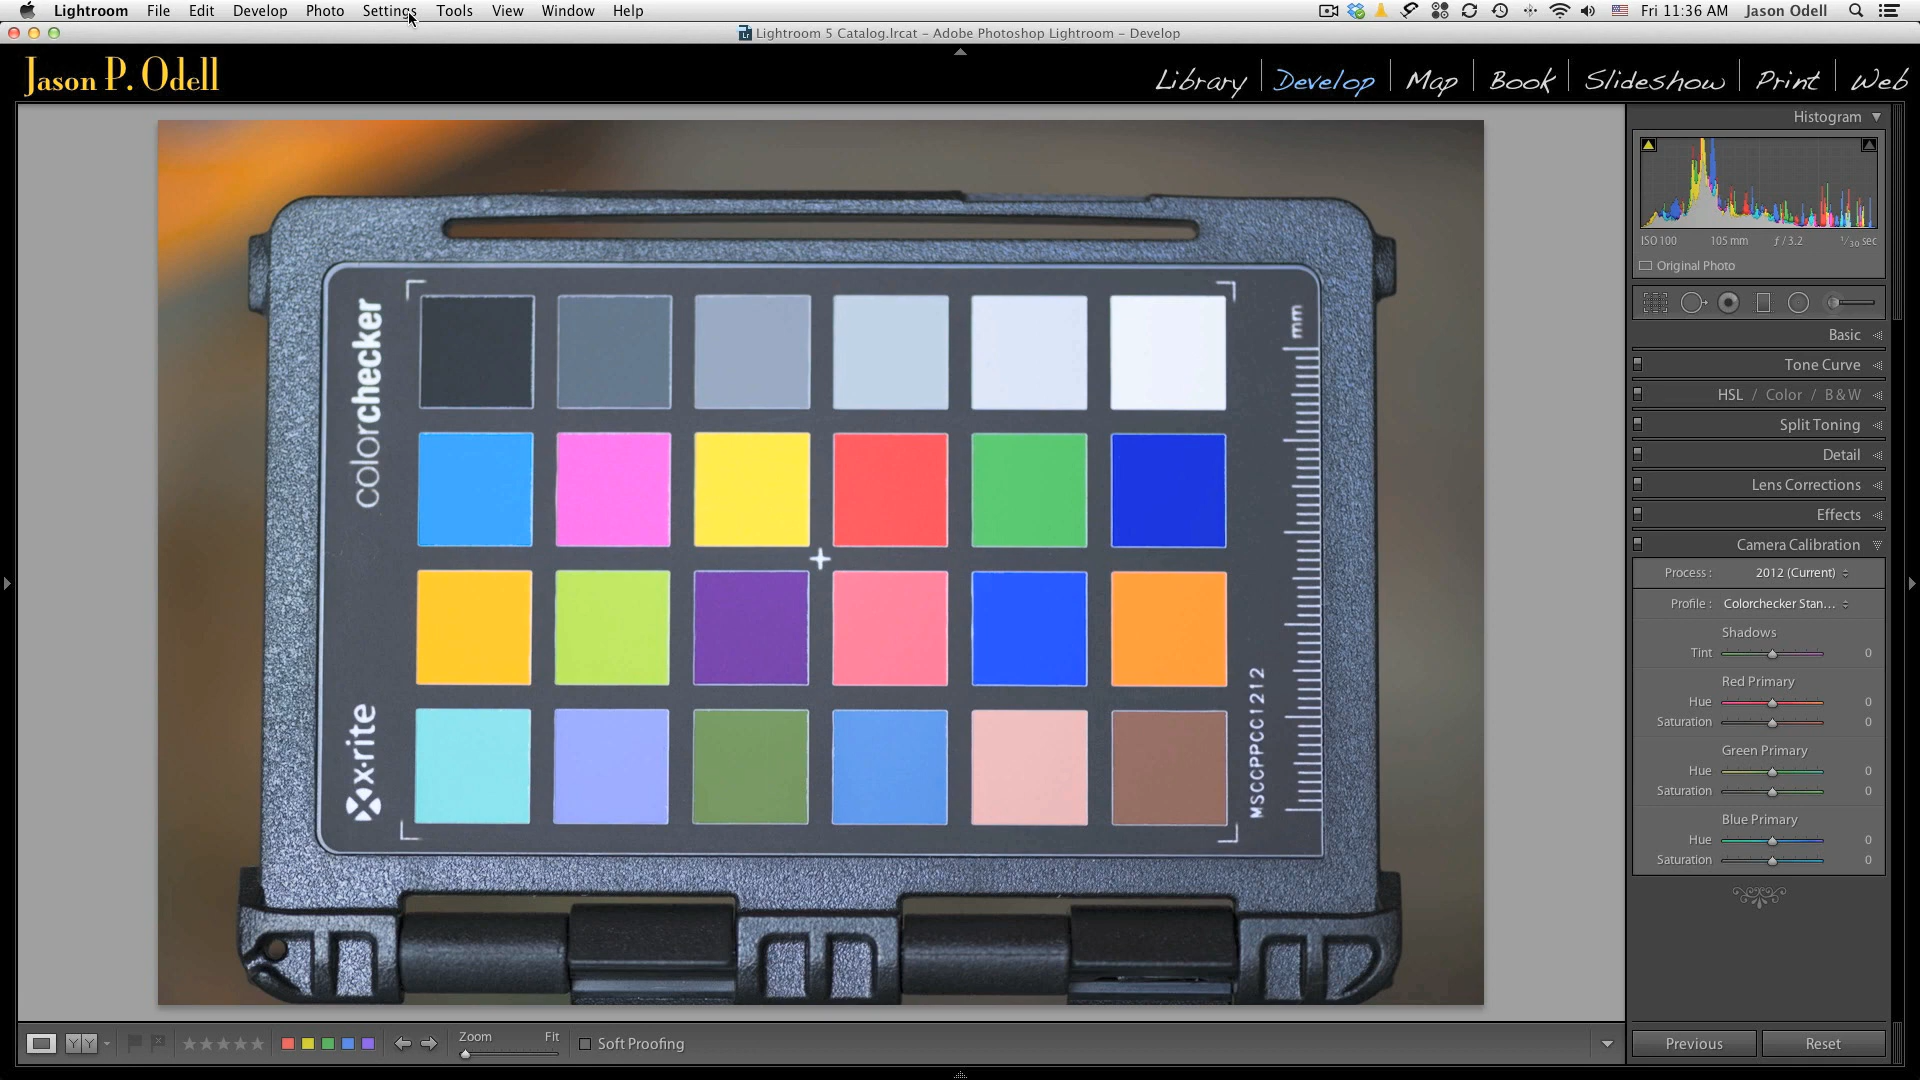 Lightroom File Edit Develop Photo Settings Tools View Window Help
Fri 11:36 AM Jason Odell
Lightroom 5 Catalog.lrcat – Adobe Photoshop Lightroom – Develop
Jason P. Odell
Library Develop Map Book Slideshow Print Web
Histogram
ISO 100 105 mm ƒ / 3.2 1/30 sec
Original Photo
Basic
Tone Curve
HSL / Color / B & W
Split Toning
Detail
Lens Corrections
Effects
Camera Calibration
Process : 2012 (Current)
Profile : Colorchecker Stan...
Shadows
Tint 0
Red Primary
Hue 0
Saturation 0
Green Primary
Hue 0
Saturation 0
Blue Primary
Hue 0
Saturation 0
Previous Reset
colorchecker
x·rite
mm
MSCCPPCC1212
YY
Zoom Fit
Soft Proofing